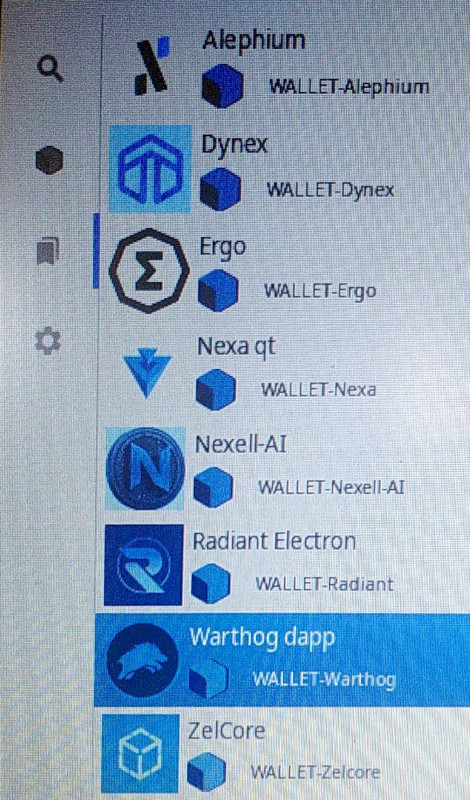 Alephium
WALLET-Alephium
Dynex
WALLET-Dynex
Σ
Ergo
WALLET-Ergo
Nexa qt
WALLET-Nexa
N
Nexell-AI
WALLET-Nexell-AI
R
Radiant Electron
WALLET-Radiant
Warthog dapp
WALLET-Warthog
ZelCore
WALLET-Zelcore